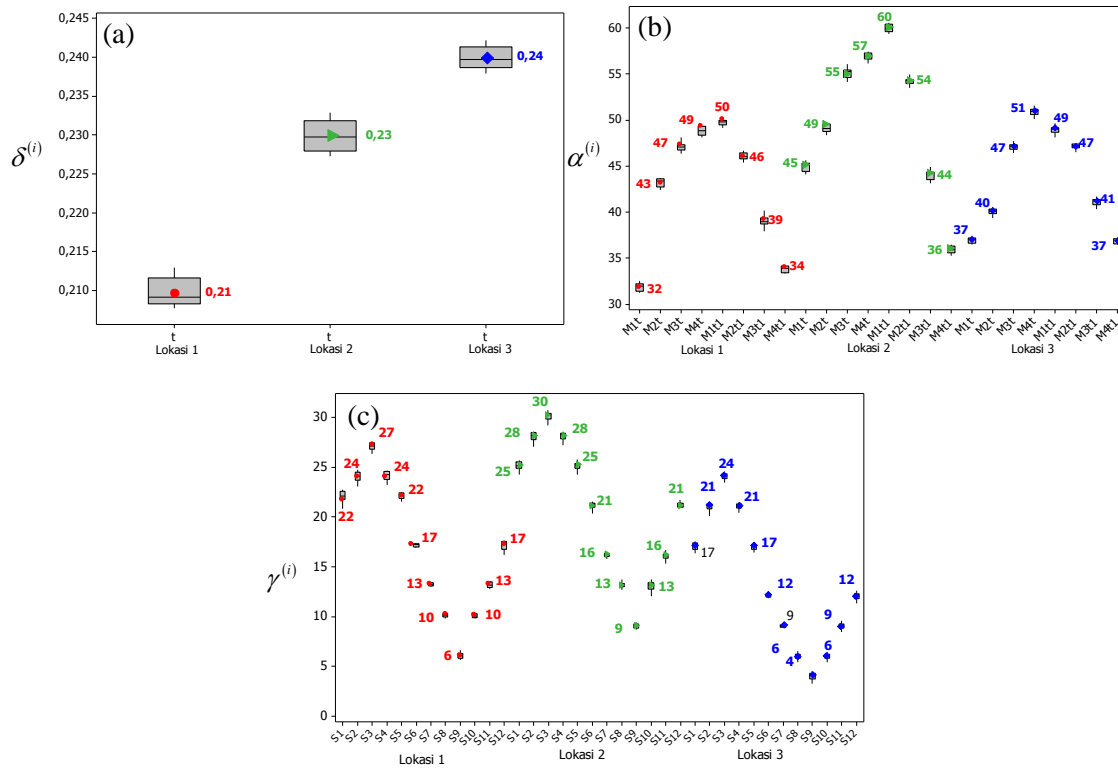 (a)
0,245
0,240
0,235
0,230
0,225
0,220
0,215
0,210
δ(i)
0,21
0,23
0,24
t t t
Lokasi 1 Lokasi 2 Lokasi 3
(b)
60
55
50
45
40
35
30
α(i)
32 43 47 49 50 46 39 34
45 49 55 57 60 54 44 36
37 40 47 51 49 47 41 37
M1t M2t M3t M4t M1t1 M2t1 M3t1 M4t1 M1t M2t M3t M4t M1t1 M2t1 M3t1 M4t1 M1t M2t M3t M4t M1t1 M2t1 M3t1 M4t1
Lokasi 1 Lokasi 2 Lokasi 3
(c)
30
25
20
15
10
5
0
γ(i)
22 24 27 24 22 17 13 10 6 10 13 17
25 28 30 28 25 21 16 13 9 13 16 21
17 21 24 21 17 12 9 6 4 6 9 12
S1 S2 S3 S4 S5 S6 S7 S8 S9 S10 S11 S12 S1 S2 S3 S4 S5 S6 S7 S8 S9 S10 S11 S12 S1 S2 S3 S4 S5 S6 S7 S8 S9 S10 S11 S12
Lokasi 1 Lokasi 2 Lokasi 3